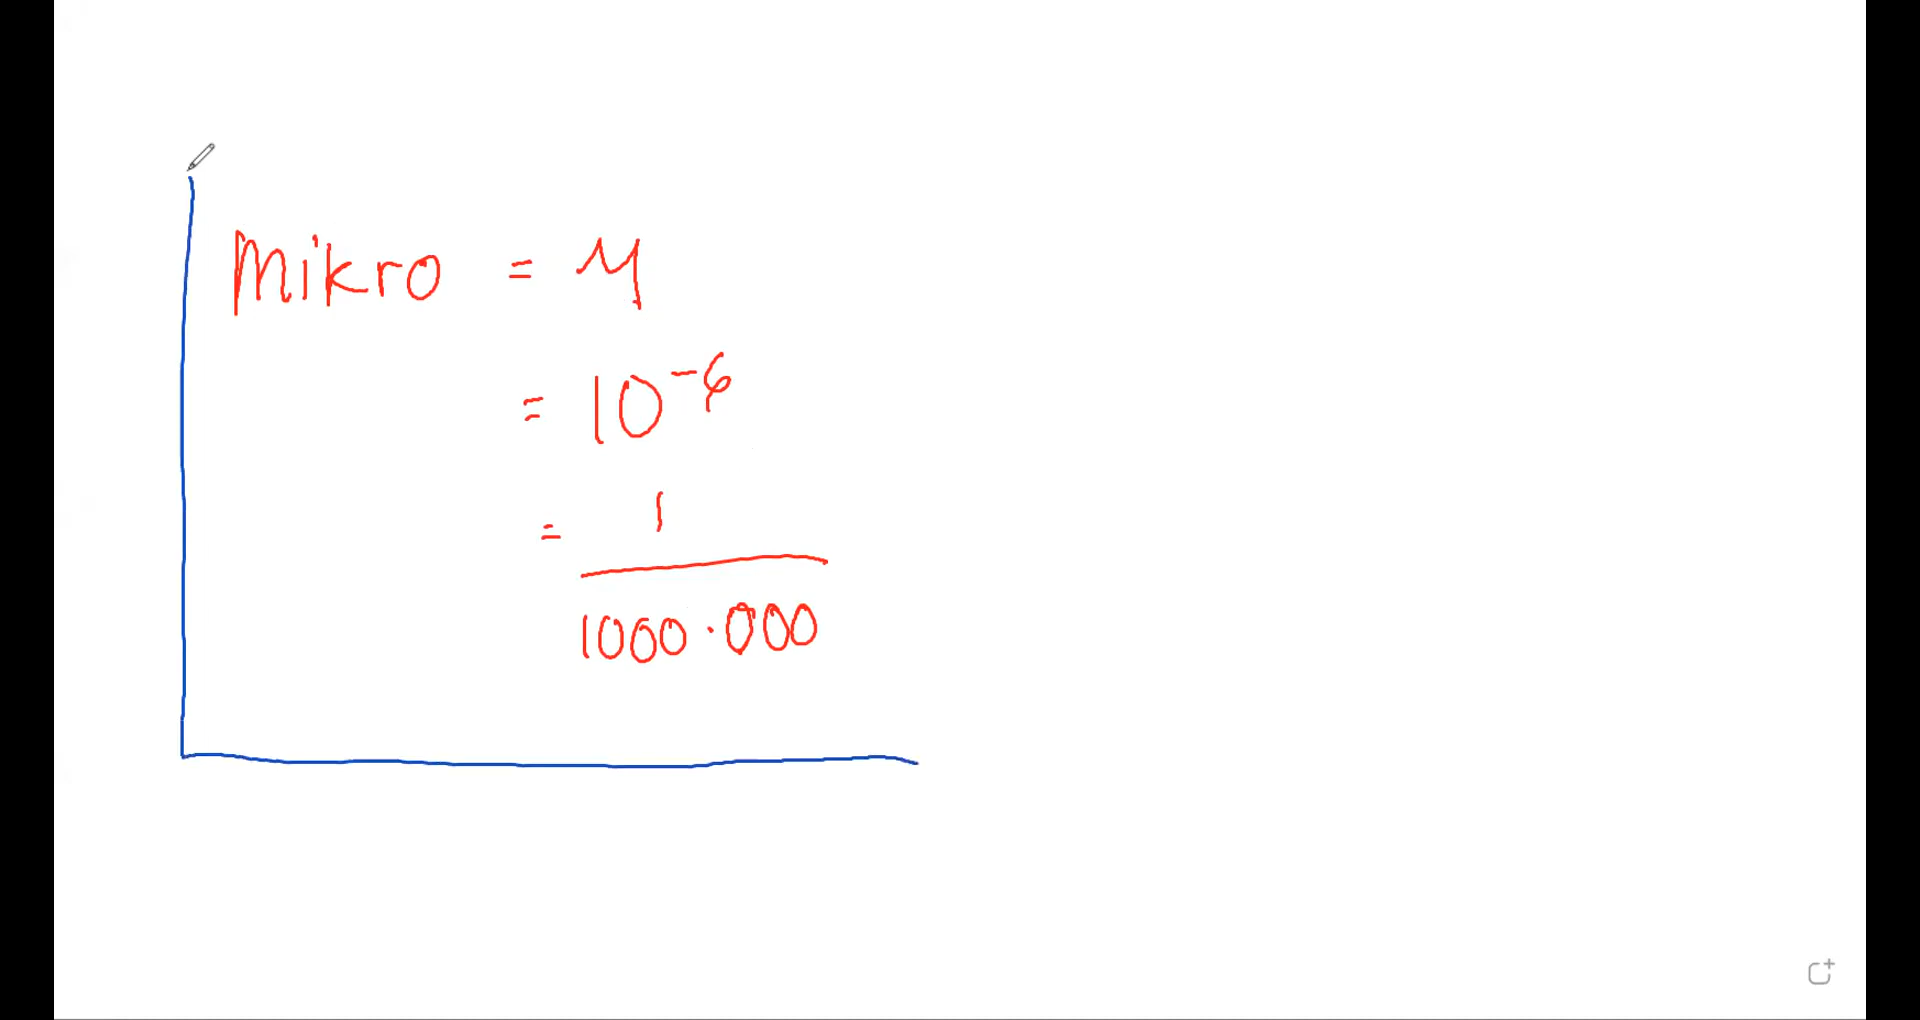 Mikro = μ
= 10⁻⁶
= 1
1000.000